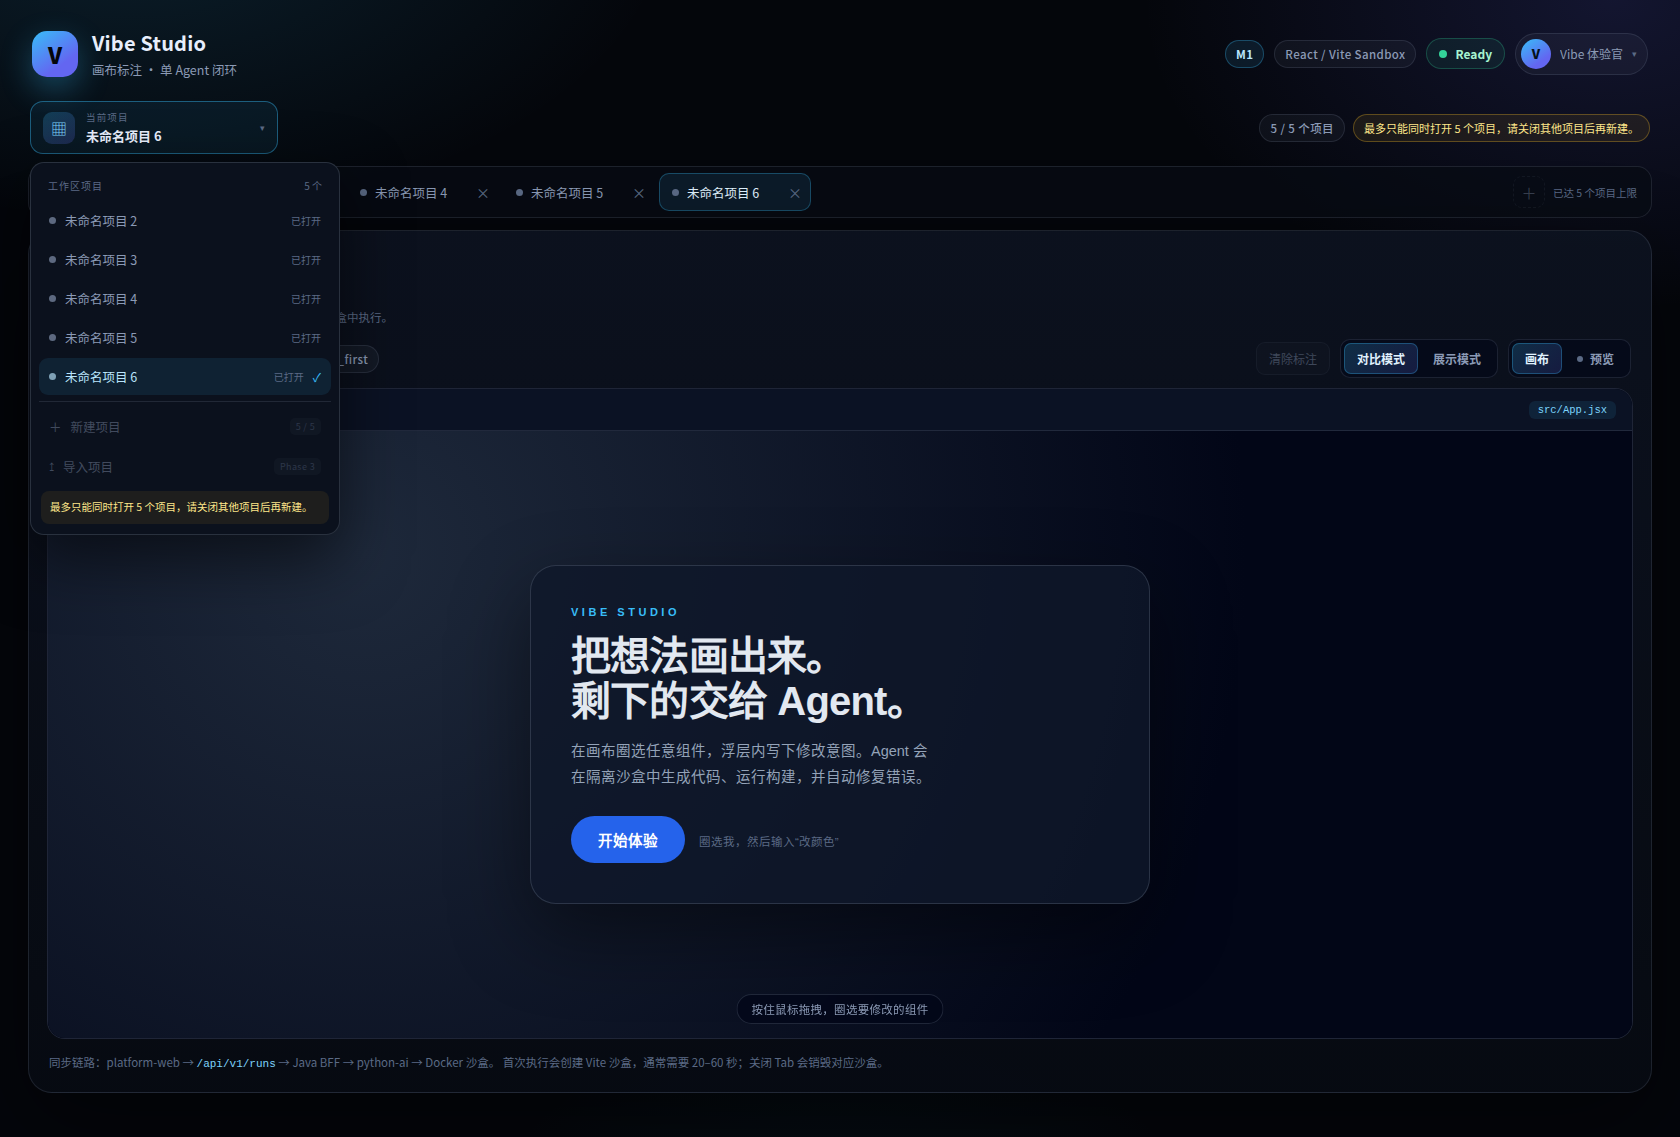 V
Vibe Studio
画布标注 · 单 Agent 闭环
M1
React / Vite Sandbox
Ready
V
Vibe 体验官
当前项目
未命名项目 6
5 / 5 个项目
最多只能同时打开 5 个项目，请关闭其他项目后再新建。
工作区项目
5 个
未命名项目 2
已打开
未命名项目 3
已打开
未命名项目 4
已打开
未命名项目 5
已打开
未命名项目 6
已打开 ✓
+ 新建项目
5 / 5
导入项目
Phase 3
最多只能同时打开 5 个项目，请关闭其他项目后再新建。
未命名项目 4 ×
未命名项目 5 ×
未命名项目 6 ×
+
已达 5 个项目上限
盒中执行。
_first
清除标注
对比模式
展示模式
画布
预览
src/App.jsx
VIBE STUDIO
把想法画出来。
剩下的交给 Agent。
在画布圈选任意组件，浮层内写下修改意图。Agent 会
在隔离沙盒中生成代码、运行构建，并自动修复错误。
开始体验
圈选我，然后输入“改颜色”
按住鼠标拖拽，圈选要修改的组件
同步链路：platform-web → /api/v1/runs → Java BFF → python-ai → Docker 沙盒。 首次执行会创建 Vite 沙盒，通常需要 20–60 秒；关闭 Tab 会销毁对应沙盒。